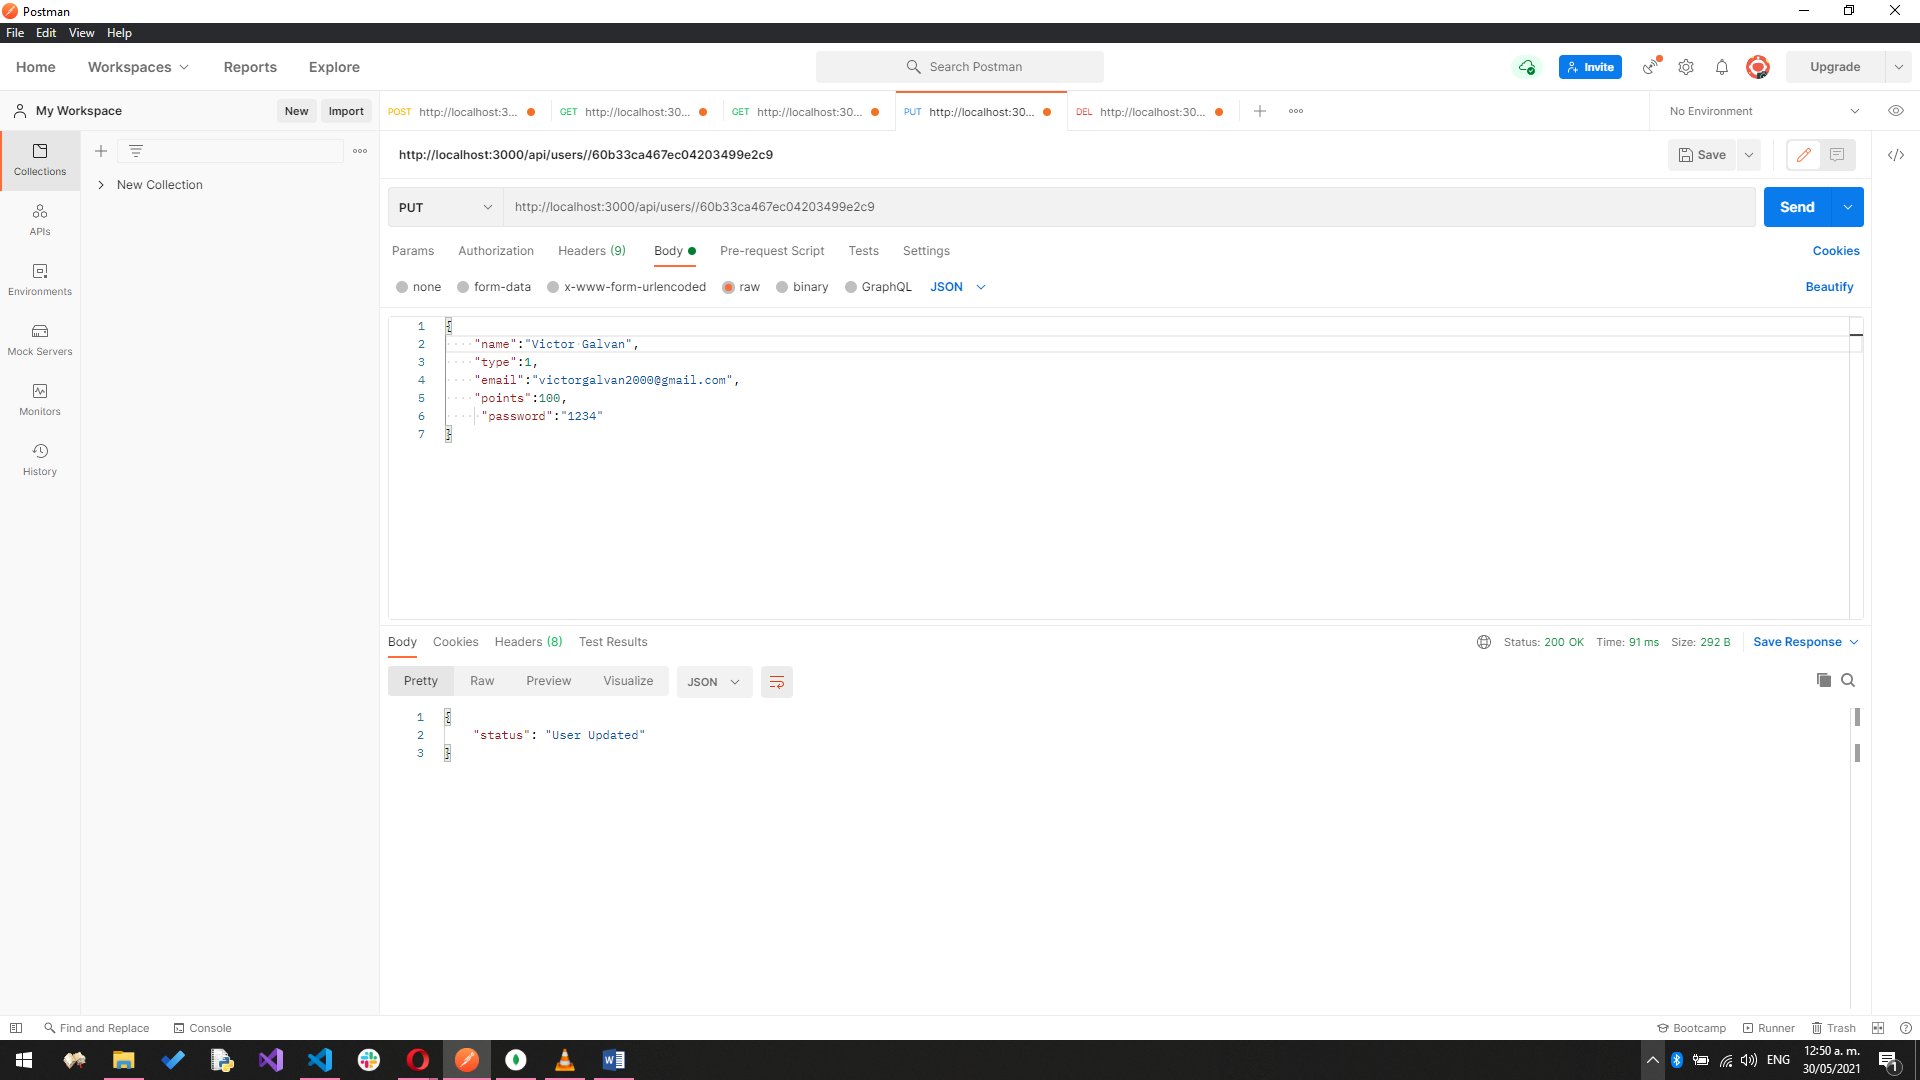 Postman
File Edit View Help
Home Workspaces Reports Explore Search Postman Invite Upgrade
My Workspace New Import POST http://localhost:3... GET http://localhost:30... GET http://localhost:30... PUT http://localhost:30... DEL http://localhost:30... No Environment
Collections
http://localhost:3000/api/users//60b33ca467ec04203499e2c9 Save
New Collection
PUT http://localhost:3000/api/users//60b33ca467ec04203499e2c9 Send
APIs
Params Authorization Headers (9) Body Pre-request Script Tests Settings Cookies
Environments
none form-data x-www-form-urlencoded raw binary GraphQL JSON Beautify
Mock Servers
Monitors
History
1 {
2 "name":"Victor Galvan",
3 "type":1,
4 "email":"victorgalvan2000@gmail.com",
5 "points":100,
6 "password":"1234"
7 }
Body Cookies Headers (8) Test Results Status: 200 OK Time: 91 ms Size: 292 B Save Response
Pretty Raw Preview Visualize JSON
1 {
2 "status": "User Updated"
3 }
Find and Replace Console Bootcamp Runner Trash
ENG 12:50 a. m.
30/05/2021
1